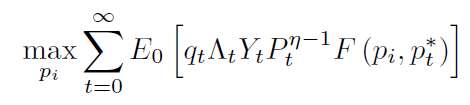 \max_{p_i} \sum_{t=0}^{\infty} E_0 \left[ q_t \Lambda_t Y_t P_t^{\eta-1} F \left( p_i, p_t^* \right) \right]